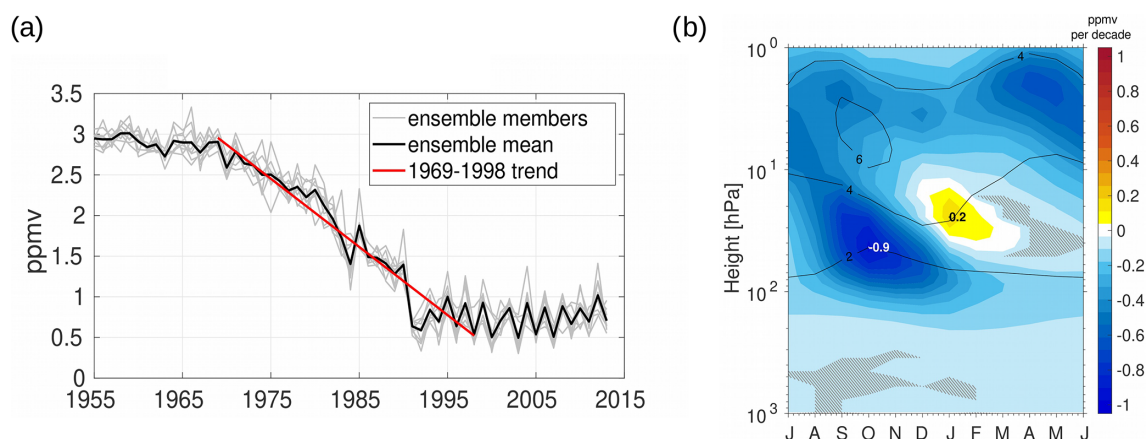 (a)
ppmv
3.5
3
2.5
2
1.5
1
0.5
0
1955 1965 1975 1985 1995 2005 2015
ensemble members
ensemble mean
1969-1998 trend
(b)
Height [hPa]
10^0
10^1
10^2
10^3
J A S O N D J F M A M J
4
6
4
2
-0.9
0.2
ppmv
per decade
1
0.8
0.6
0.4
0.2
0
-0.2
-0.4
-0.6
-0.8
-1